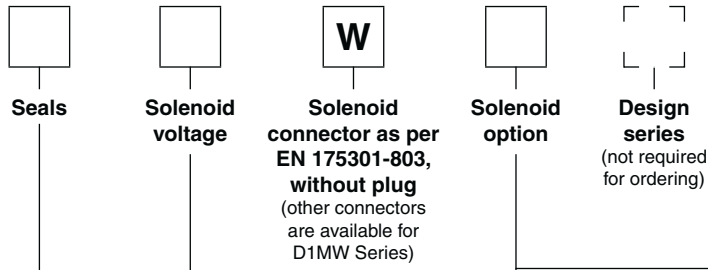 W
Seals
Solenoid
voltage
Solenoid
connector as per
EN 175301-803,
without plug
(other connectors
are available for
D1MW Series)
Solenoid
option
Design
series
(not required
for ordering)